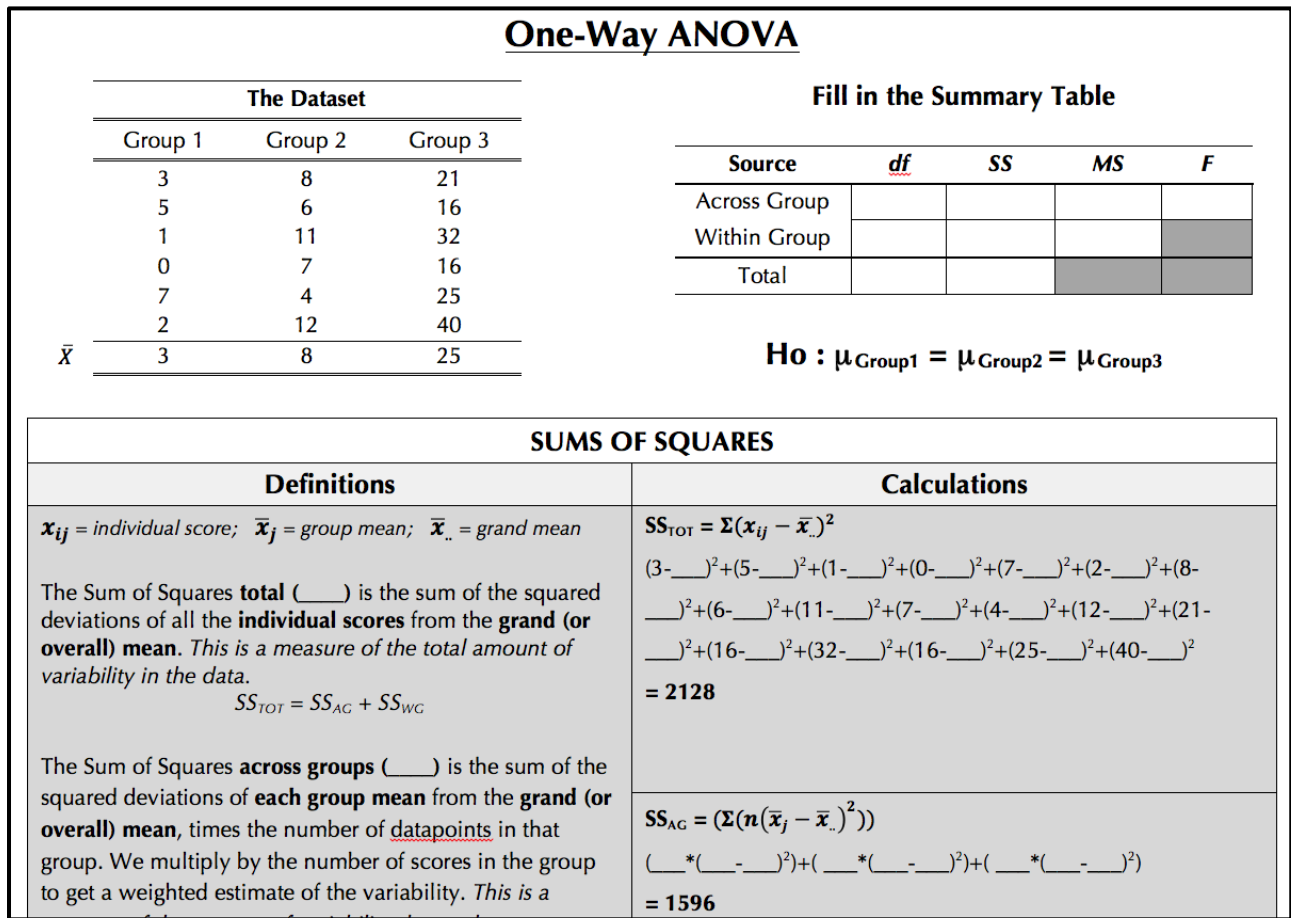 One-Way ANOVA
The Dataset
Group 1 Group 2 Group 3
3 8 21
5 6 16
1 11 32
0 7 16
7 4 25
2 12 40
X̄ 3 8 25
Fill in the Summary Table
Source df SS MS F
Across Group
Within Group
Total
Ho : μGroup1 = μGroup2 = μGroup3
SUMS OF SQUARES
Definitions
xij = individual score; x̄j = group mean; x̄.. = grand mean
The Sum of Squares total (____) is the sum of the squared
deviations of all the individual scores from the grand (or
overall) mean. This is a measure of the total amount of
variability in the data.
SSTOT = SSAG + SSWG
The Sum of Squares across groups (____) is the sum of the
squared deviations of each group mean from the grand (or
overall) mean, times the number of datapoints in that
group. We multiply by the number of scores in the group
to get a weighted estimate of the variability. This is a
Calculations
SSTOT = Σ(xij − x̄..)²
(3-___)²+(5-___)²+(1-___)²+(0-___)²+(7-___)²+(2-___)²+(8-
___)²+(6-___)²+(11-___)²+(7-___)²+(4-___)²+(12-___)²+(21-
___)²+(16-___)²+(32-___)²+(16-___)²+(25-___)²+(40-___)²
= 2128
SSAG = (Σ(n(x̄j − x̄..)²))
(___*(___-___)²)+( ___*(___-___)²)+( ___*(___-___)²)
= 1596